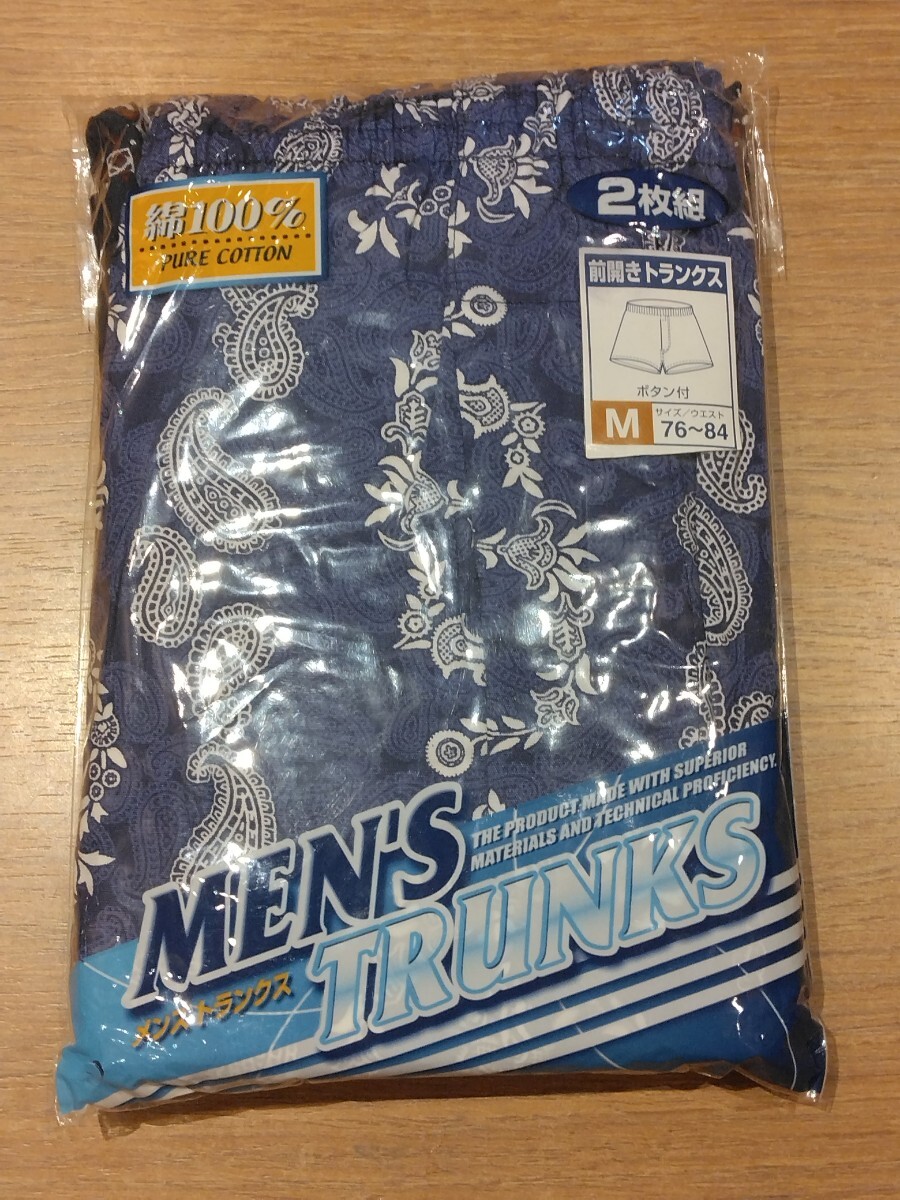 綿100%
PURE COTTON
2枚組
前開きトランクス
ボタン付
M
サイズ/ウエスト
76～84
THE PRODUCT MADE WITH SUPERIOR
MATERIALS AND TECHNICAL PROFICIENCY.
MEN'S
TRUNKS
メンズ トランクス